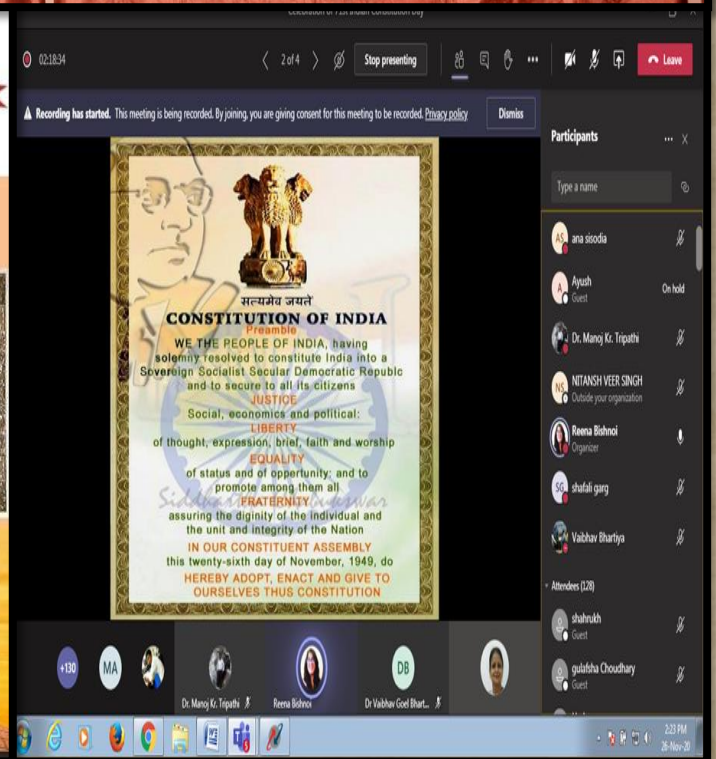 Celebration of 71st Indian Constitution Day
02:18:34
2 of 4
Stop presenting
Leave
Recording has started. This meeting is being recorded. By joining, you are giving consent for this meeting to be recorded. Privacy policy
Dismiss
सत्यमेव जयते
CONSTITUTION OF INDIA
Preamble
WE THE PEOPLE OF INDIA, having
solemny resolved to constitute India into a
Sovereign Socialist Secular Democratic Republc
and to secure to all its citizens
JUSTICE
Social, economics and political:
LIBERTY
of thought, expression, brief, faith and worship
EQUALITY
of status and of opportunity; and to
promote among them all
FRATERNITY
assuring the diginity of the individual and
the unit and integrity of the Nation
IN OUR CONSTITUENT ASSEMBLY
this twenty-sixth day of November, 1949, do
HEREBY ADOPT, ENACT AND GIVE TO
OURSELVES THUS CONSTITUTION
Participants
Type a name
AS ana sisodia
A Ayush
Guest
On hold
Dr. Manoj Kr. Tripathi
NS NITANSH VEER SINGH
Outside your organization
Reena Bishnoi
Organizer
SG shafali garg
Vaibhav Bhartiya
Attendees (128)
shahrukh
Guest
gulafsha Choudhary
Guest
+130
MA
Dr. Manoj Kr. Tripathi
Reena Bishnoi
DB
Dr Vaibhav Goel Bhart...
2:23 PM
26-Nov-20